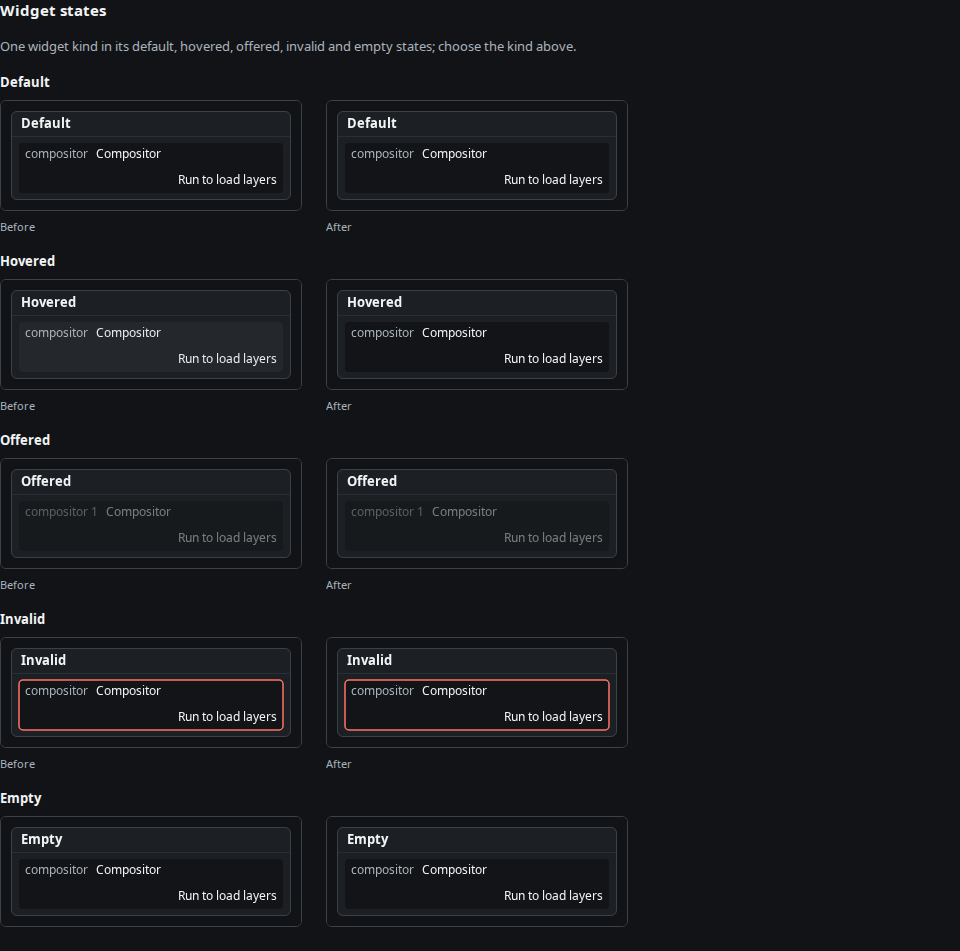 Widget states
One widget kind in its default, hovered, offered, invalid and empty states; choose the kind above.
Default
Default
compositor Compositor
Run to load layers
Before
Default
compositor Compositor
Run to load layers
After
Hovered
Hovered
compositor Compositor
Run to load layers
Before
Hovered
compositor Compositor
Run to load layers
After
Offered
Offered
compositor 1 Compositor
Run to load layers
Before
Offered
compositor 1 Compositor
Run to load layers
After
Invalid
Invalid
compositor Compositor
Run to load layers
Before
Invalid
compositor Compositor
Run to load layers
After
Empty
Empty
compositor Compositor
Run to load layers
Empty
compositor Compositor
Run to load layers